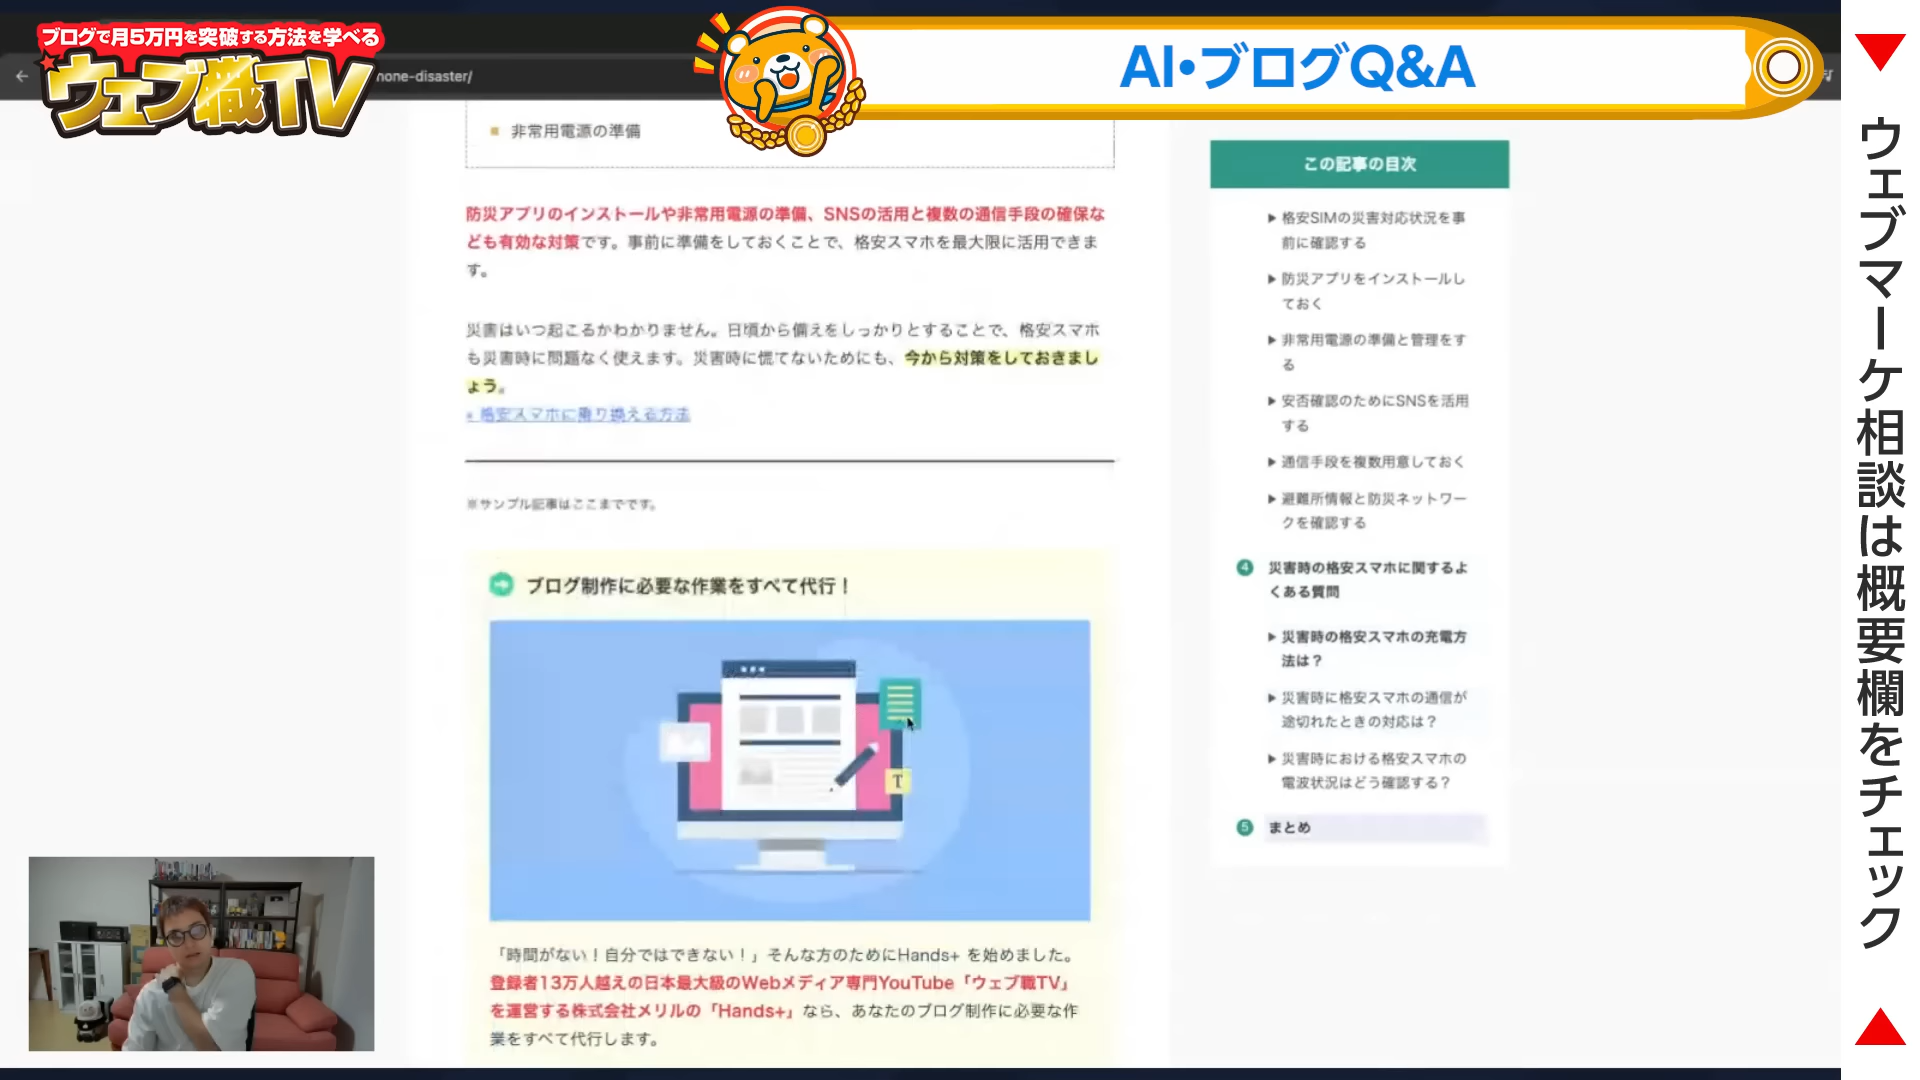 ブログで月5万円を突破する方法を学べる
ウェブ職TV
none-disaster/
AI・ブログQ&A
ウェブマーケ相談は概要欄をチェック
非常用電源の準備
防災アプリのインストールや非常用電源の準備、SNSの活用と複数の通信手段の確保な
ども有効な対策です。事前に準備をしておくことで、格安スマホを最大限に活用できま
す。
災害はいつ起こるかわかりません。日頃から備えをしっかりとすることで、格安スマホ
も災害時に問題なく使えます。災害時に慌てないためにも、今から対策をしておきまし
ょう。
» 格安スマホに乗り換える方法
※サンプル記事はここまでです。
ブログ制作に必要な作業をすべて代行！
T
「時間がない！自分ではできない！」そんな方のためにHands+ を始めました。
登録者13万人越えの日本最大級のWebメディア専門YouTube「ウェブ職TV」
を運営する株式会社メリルの「Hands+」なら、あなたのブログ制作に必要な作
業をすべて代行します。
この記事の目次
▶ 格安SIMの災害対応状況を事
前に確認する
▶ 防災アプリをインストールし
ておく
▶ 非常用電源の準備と管理をす
る
▶ 安否確認のためにSNSを活用
する
▶ 通信手段を複数用意しておく
▶ 避難所情報と防災ネットワー
クを確認する
4 災害時の格安スマホに関するよ
くある質問
▶ 災害時の格安スマホの充電方
法は？
▶ 災害時に格安スマホの通信が
途切れたときの対応は？
▶ 災害時における格安スマホの
電波状況はどう確認する？
5 まとめ